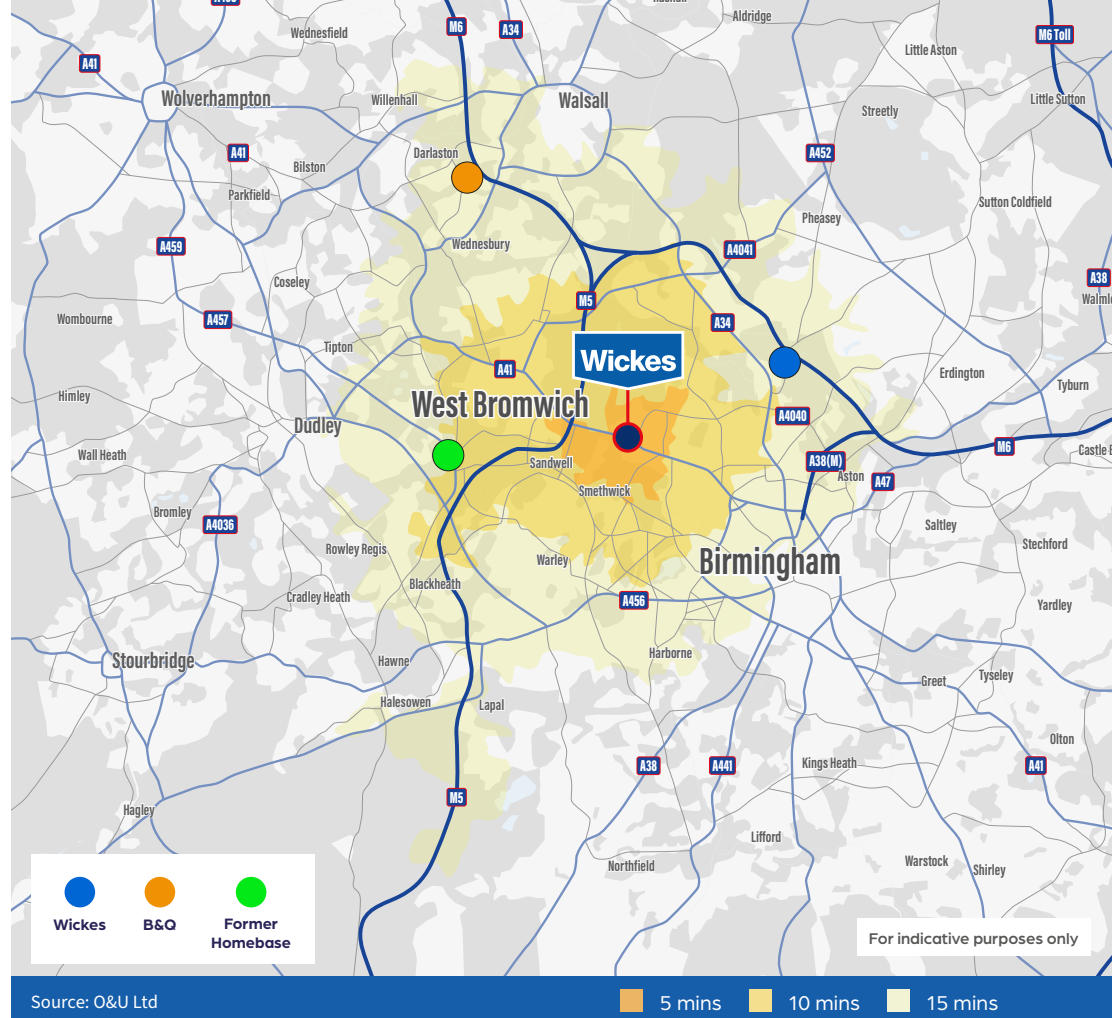 Wednesfield
M6
A34
Aldridge
M6 Toll
A41
Little Aston
Wolverhampton
Willenhall
Walsall
Little Sutton
Streetly
A41
Darlaston
A452
Bilston
Parkfield
Sutton Coldfield
Pheasey
A459
Wednesbury
A4041
A38
Coseley
M5
Wombourne
A457
A34
Tipton
Wickes
A41
Erdington
Tyburn
Himley
West Bromwich
A4040
Dudley
M6
Wall Heath
Sandwell
A38(M)
Aston
A47
Smethwick
Bromley
A4036
Saltley
Stechford
Rowley Regis
Warley
Birmingham
Blackheath
Cradley Heath
A456
Yardley
Stourbridge
Hawne
Harborne
Greet
Tyseley
Halesowen
Lapal
Olton
A38
A441
Kings Heath
A41
M5
Hagley
Lifford
Northfield
Warstock
Shirley
Wickes
B&Q
Former
Homebase
For indicative purposes only
Source: O&U Ltd
5 mins
10 mins
15 mins